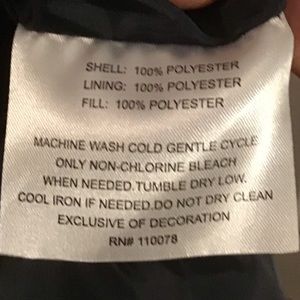 SHELL: 100% POLYESTER
LINING: 100% POLYESTER
FILL: 100% POLYESTER
MACHINE WASH COLD GENTLE CYCLE
ONLY NON-CHLORINE BLEACH
WHEN NEEDED.TUMBLE DRY LOW.
COOL IRON IF NEEDED.DO NOT DRY CLEAN
EXCLUSIVE OF DECORATION
RN# 110078